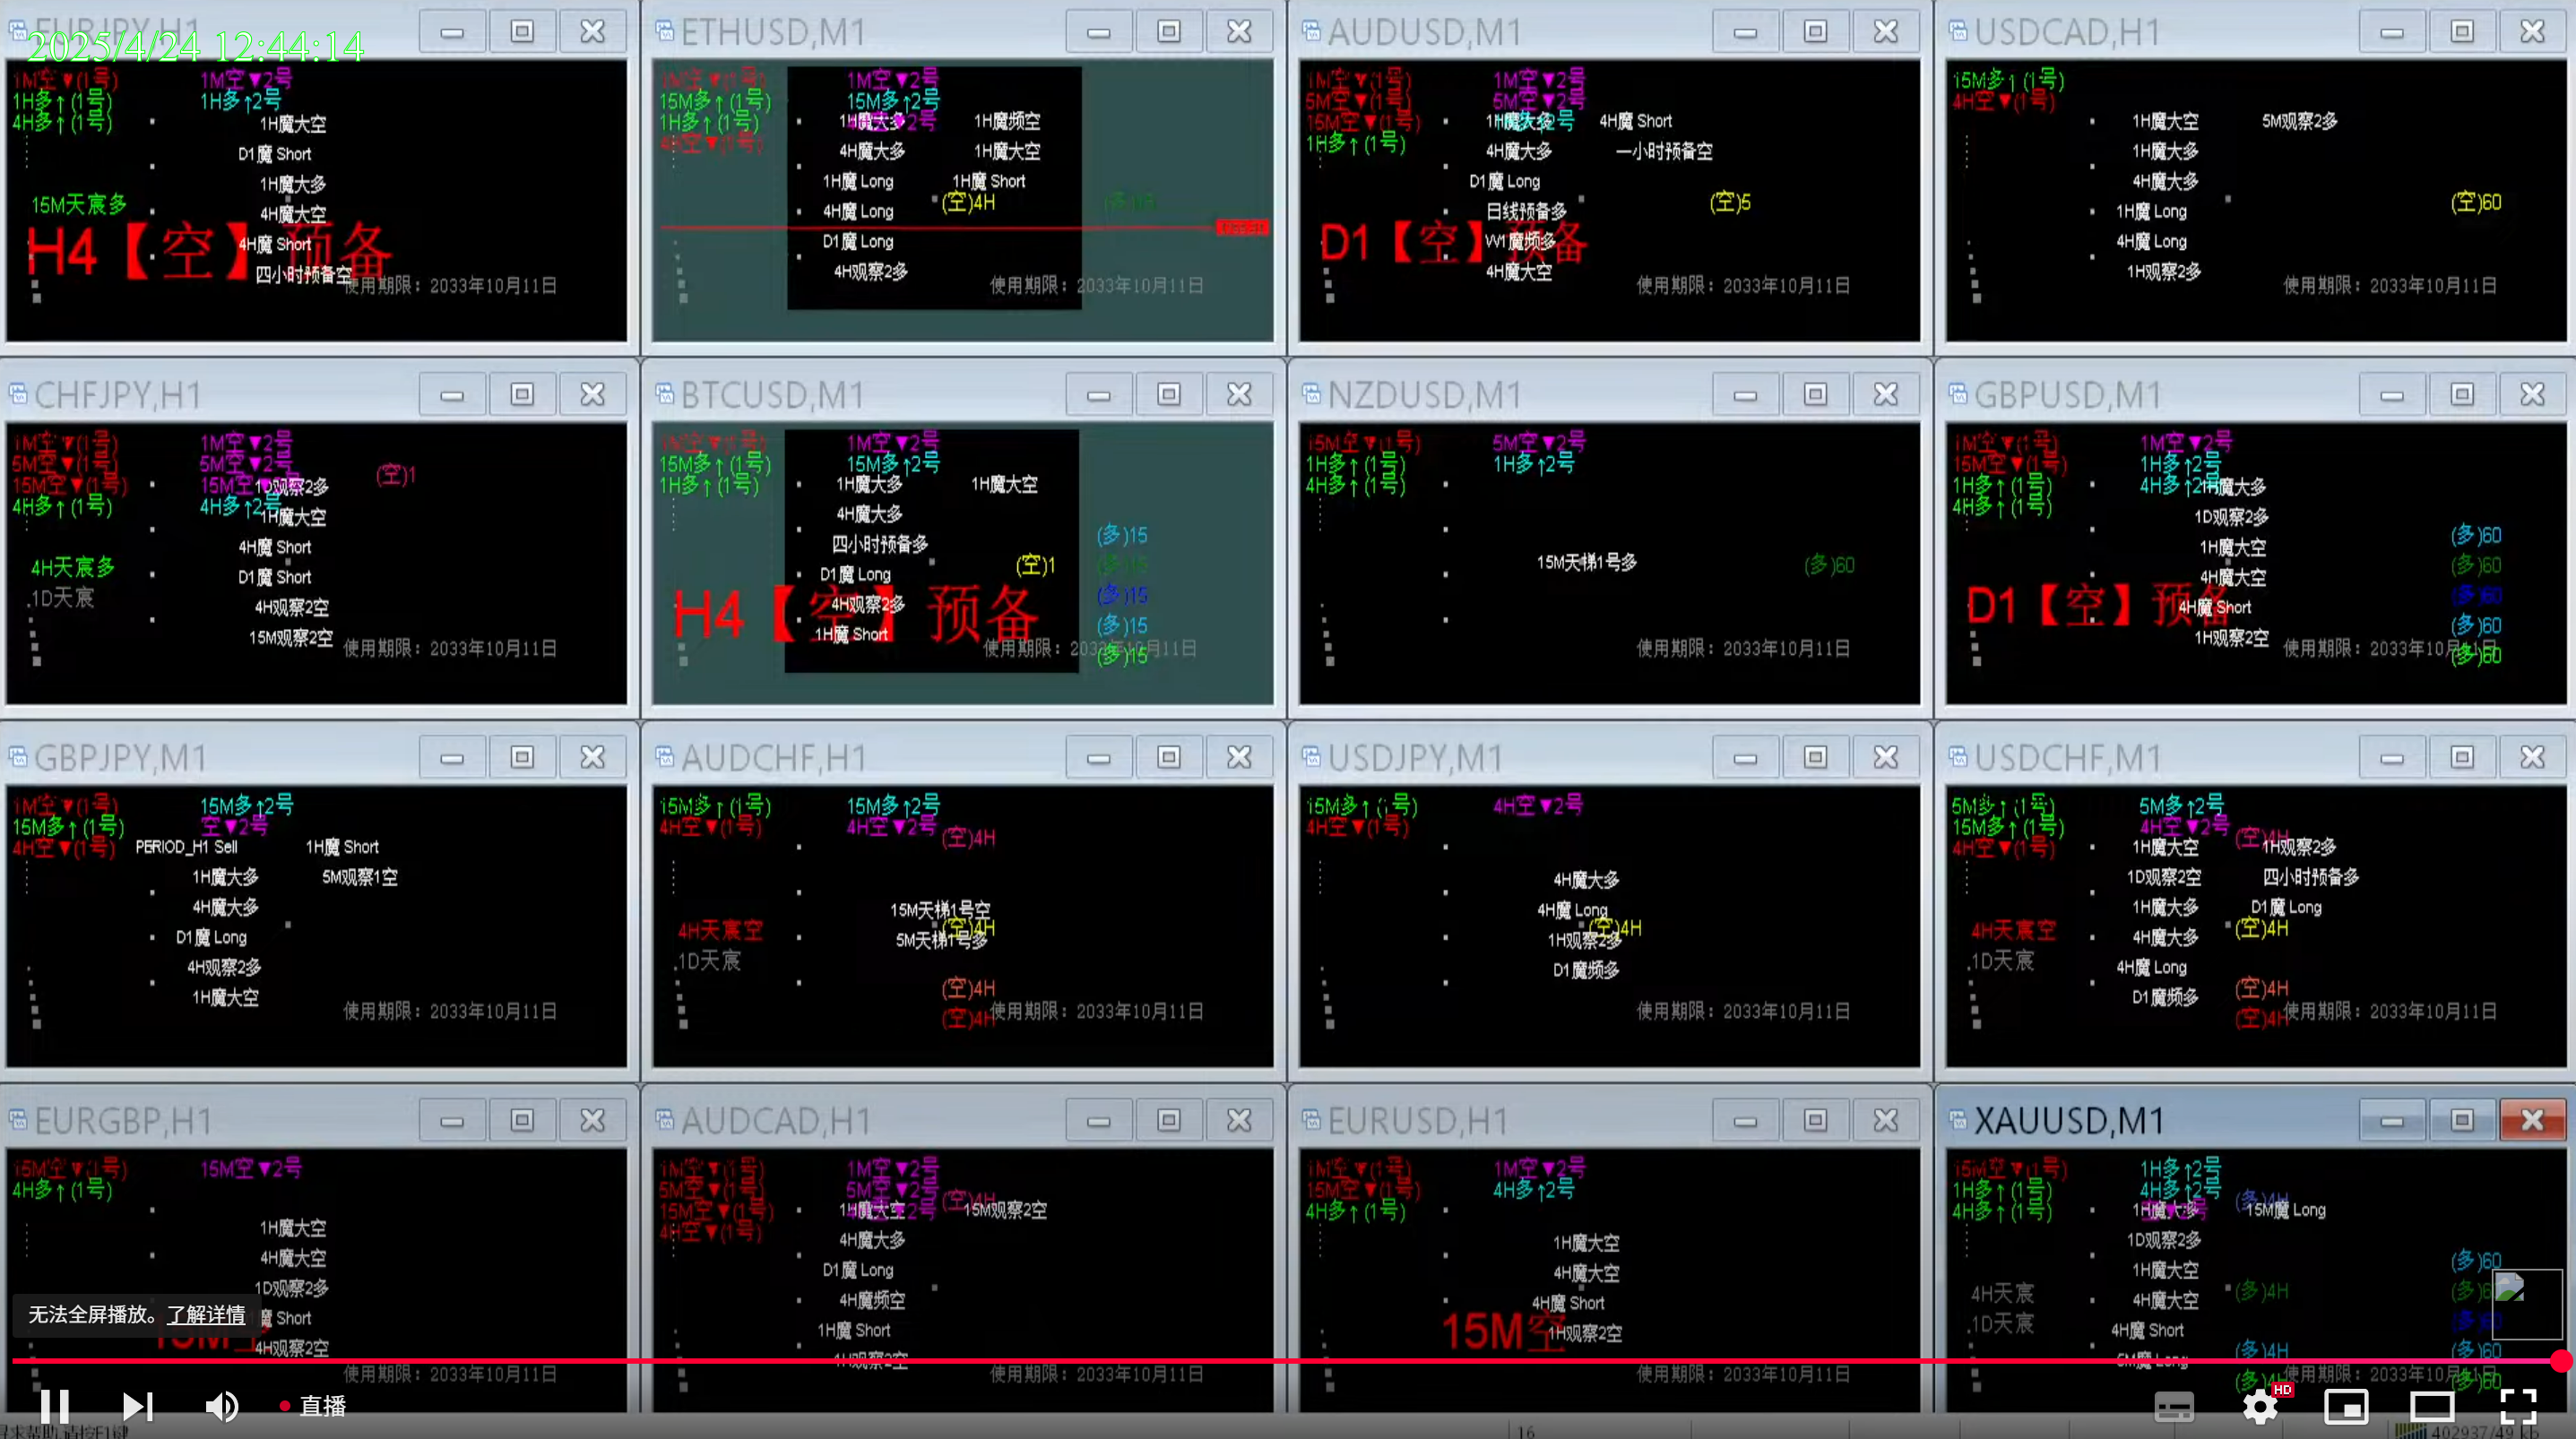 EURJPY,H1
2025/4/24 12:44:14
1M空▼(1号) 1M空▼2号
1H多↑(1号) 1H多↑2号
4H多↑(1号)
1H魔大空
D1魔 Short
1H魔大多
15M天宸多
4H魔大空
H4【空】预备
4H魔 Short
四小时预备空
使用期限：2033年10月11日
ETHUSD,M1
1M空▼(1号) 1M空▼2号
15M多↑(1号) 15M多↑2号
1H多↑(1号) 1H魔大多 1H魔频空
4H空▼(1号)
4H魔大多 1H魔大空
1H魔 Long 1H魔 Short
(空)4H
4H魔 Long
D1魔 Long
4H观察2多
使用期限：2033年10月11日
AUDUSD,M1
1M空▼(1号) 1M空▼2号
5M空▼(1号) 5M空▼2号
15M空▼(1号) 1H魔大多 4H魔 Short
1H多↑(1号)
4H魔大多 一小时预备空
D1魔 Long
(空)5
日线预备多
D1【空】预备
W1魔频多
4H魔大空
使用期限：2033年10月11日
USDCAD,H1
15M多↑(1号)
4H空▼(1号)
1H魔大空 5M观察2多
1H魔大多
4H魔大多
(空)60
1H魔 Long
4H魔 Long
1H观察2多
使用期限：2033年10月11日
CHFJPY,H1
1M空▼(1号) 1M空▼2号
5M空▼(1号) 5M空▼2号
(空)1
15M空▼(1号) 15M空▼2号
1D观察2多
4H多↑(1号) 4H多↑2号
1H魔大空
4H魔 Short
4H天宸多
D1魔 Short
.1D天宸
4H观察2空
15M观察2空
使用期限：2033年10月11日
BTCUSD,M1
1M空▼(1号) 1M空▼2号
15M多↑(1号) 15M多↑2号
1H多↑(1号) 1H魔大多 1H魔大空
4H魔大多
(多)15
四小时预备多
(空)1 (多)15
D1魔 Long
(多)15
H4【空】预备
4H观察2多
(多)15
1H魔 Short
(多)15
使用期限：2033年10月11日
NZDUSD,M1
15M空▼(1号) 5M空▼2号
1H多↑(1号) 1H多↑2号
4H多↑(1号)
15M天梯1号多 (多)60
使用期限：2033年10月11日
GBPUSD,M1
1M空▼(1号) 1M空▼2号
15M空▼(1号) 1H多↑2号
1H多↑(1号) 4H多↑2号
1H魔大多
4H多↑(1号)
1D观察2多
(多)60
1H魔大空
(多)60
4H魔大空
(多)60
D1【空】预备
4H魔 Short
(多)60
1H观察2空
(多)60
使用期限：2033年10月11日
GBPJPY,M1
1M空▼(1号) 15M多↑2号
15M多↑(1号) 空▼2号
4H空▼(1号) PERIOD_H1 Sell 1H魔 Short
1H魔大多 5M观察1空
4H魔大多
D1魔 Long
4H观察2多
1H魔大空
使用期限：2033年10月11日
AUDCHF,H1
15M多↑(1号) 15M多↑2号
4H空▼(1号) 4H空▼2号
(空)4H
15M天梯1号空
4H天宸空 (空)4H
5M天梯1号多
.1D天宸
(空)4H
(空)4H
使用期限：2033年10月11日
USDJPY,M1
15M多↑(1号) 4H空▼2号
4H空▼(1号)
4H魔大多
4H魔 Long
(空)4H
1H观察2多
D1魔频多
使用期限：2033年10月11日
USDCHF,M1
5M多↑(1号) 5M多↑2号
15M多↑(1号) 4H空▼2号
(空)4H
4H空▼(1号) 1H魔大空 1H观察2多
1D观察2空 四小时预备多
1H魔大多 D1魔 Long
4H天宸空 (空)4H
4H魔大多
.1D天宸
4H魔 Long
(空)4H
D1魔频多
(空)4H
使用期限：2033年10月11日
EURGBP,H1
15M空▼(1号) 15M空▼2号
4H多↑(1号)
1H魔大空
4H魔大空
1D观察2多
魔 Short
4H观察2空
使用期限：2033年10月11日
AUDCAD,H1
1M空▼(1号) 1M空▼2号
5M空▼(1号) 5M空▼2号
(空)4H
15M空▼(1号) 1H魔大空 15M观察2空
4H空▼(1号)
4H魔大多
D1魔 Long
4H魔频空
1H魔 Short
1H观察2空
使用期限：2033年10月11日
EURUSD,H1
1M空▼(1号) 1M空▼2号
15M空▼(1号) 4H多↑2号
4H多↑(1号)
1H魔大空
4H魔大空
4H魔 Short
15M空
1H观察2空
使用期限：2033年10月11日
XAUUSD,M1
15M空▼(1号) 1H多↑2号
1H多↑(1号) 4H多↑2号
(多)4H
4H多↑(1号) 1H魔大多 15M魔 Long
1D观察2多
(多)60
1H魔大空
4H天宸 (多)4H
4H魔大空
.1D天宸
4H魔 Short
(多)4H (多)60
5M魔 Long
使用期限：2033年10月11日
(多)60
无法全屏播放。了解详情
直播
HD
16
402937/49 kb